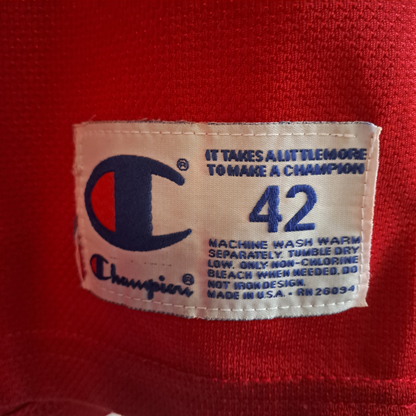 IT TAKES A LITTLE MORE
TO MAKE A CHAMPION
®
42
MACHINE WASH WARM
SEPARATELY. TUMBLE DRY
LOW. ONLY NON-CHLORINE
BLEACH WHEN NEEDED. DO
NOT IRON DESIGN.
MADE IN U.S.A. - RN 26094
Champion®